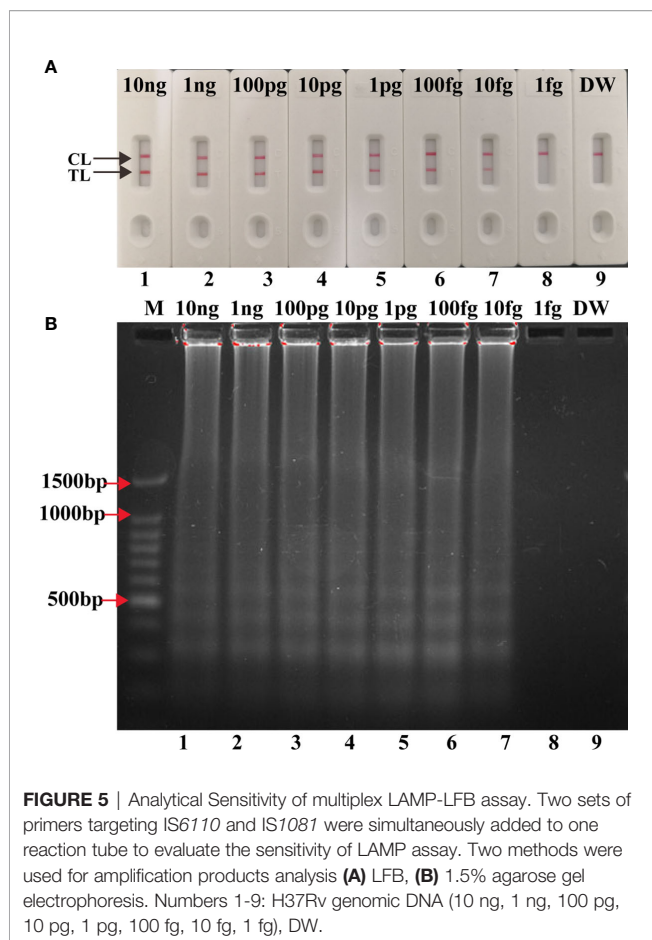 A
10ng 1ng 100pg 10pg 1pg 100fg 10fg 1fg DW
CL
TL
1 2 3 4 5 6 7 8 9
M 10ng 1ng 100pg 10pg 1pg 100fg 10fg 1fg DW
B
1500bp
1000bp
500bp
1 2 3 4 5 6 7 8 9
FIGURE 5 | Analytical Sensitivity of multiplex LAMP-LFB assay. Two sets of
primers targeting IS6110 and IS1081 were simultaneously added to one
reaction tube to evaluate the sensitivity of LAMP assay. Two methods were
used for amplification products analysis (A) LFB, (B) 1.5% agarose gel
electrophoresis. Numbers 1-9: H37Rv genomic DNA (10 ng, 1 ng, 100 pg,
10 pg, 1 pg, 100 fg, 10 fg, 1 fg), DW.